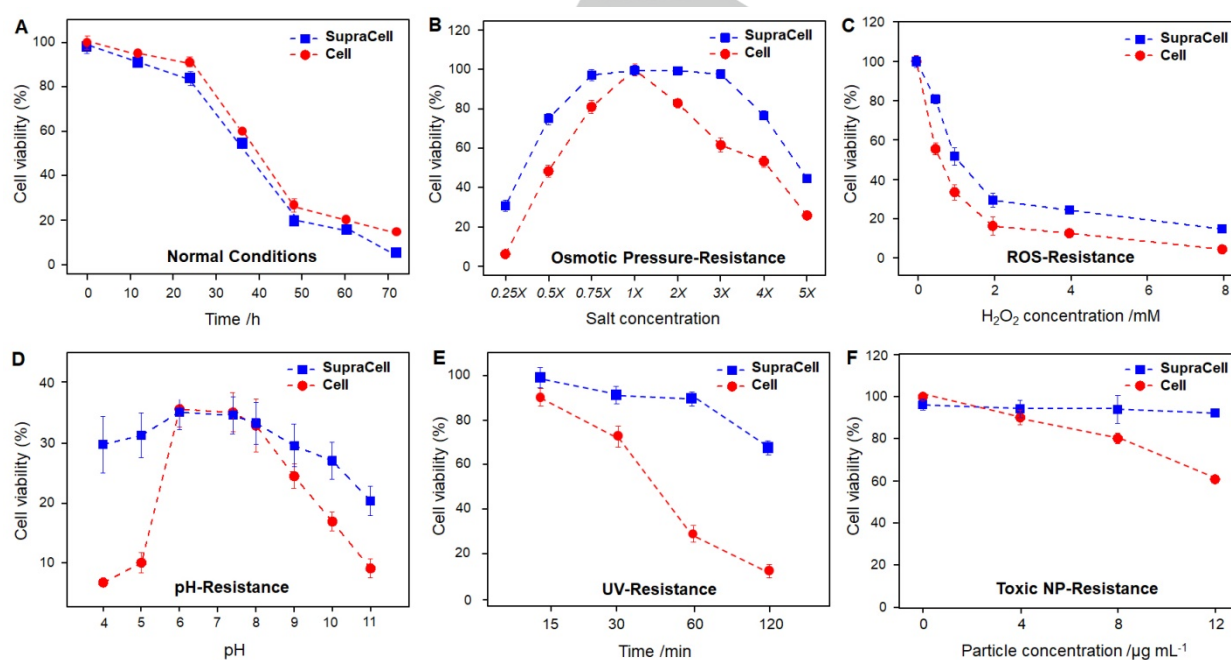 A
SupraCell
Cell
100
80
60
40
20
0
Cell viability (%)
Normal Conditions
0 10 20 30 40 50 60 70
Time /h
B
SupraCell
Cell
120
100
80
60
40
20
0
Cell viability (%)
Osmotic Pressure-Resistance
0.25X 0.5X 0.75X 1X 2X 3X 4X 5X
Salt concentration
C
SupraCell
Cell
120
100
80
60
40
20
0
Cell viability (%)
ROS-Resistance
0 2 4 6 8
H₂O₂ concentration /mM
D
SupraCell
Cell
40
30
20
10
Cell viability (%)
pH-Resistance
4 5 6 7 8 9 10 11
pH
E
SupraCell
Cell
100
80
60
40
20
0
Cell viability (%)
UV-Resistance
15 30 60 120
Time /min
F
SupraCell
Cell
120
100
80
60
40
20
0
Cell viability (%)
Toxic NP-Resistance
0 4 8 12
Particle concentration /µg mL⁻¹